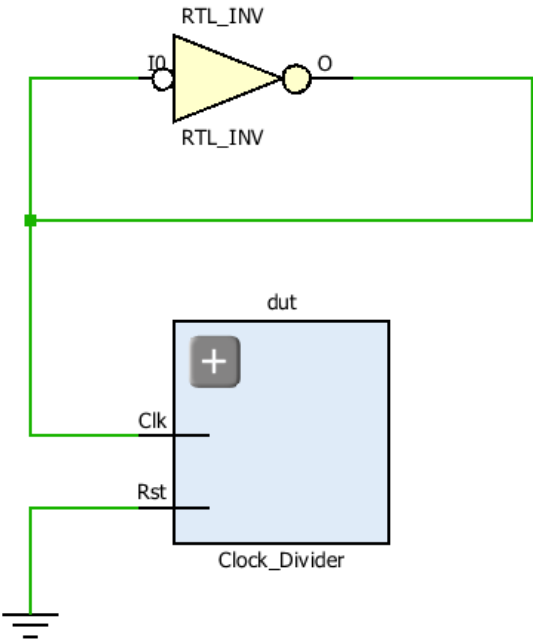 RTL_INV
I0
O
RTL_INV
dut
+
Clk
Rst
Clock_Divider